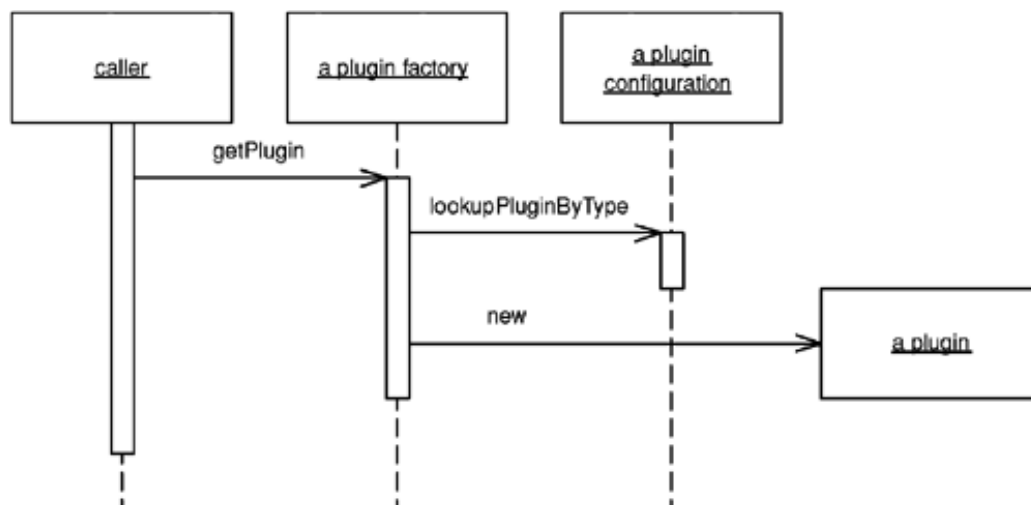 caller
a plugin factory
a plugin
configuration
getPlugin
lookupPluginByType
new
a plugin